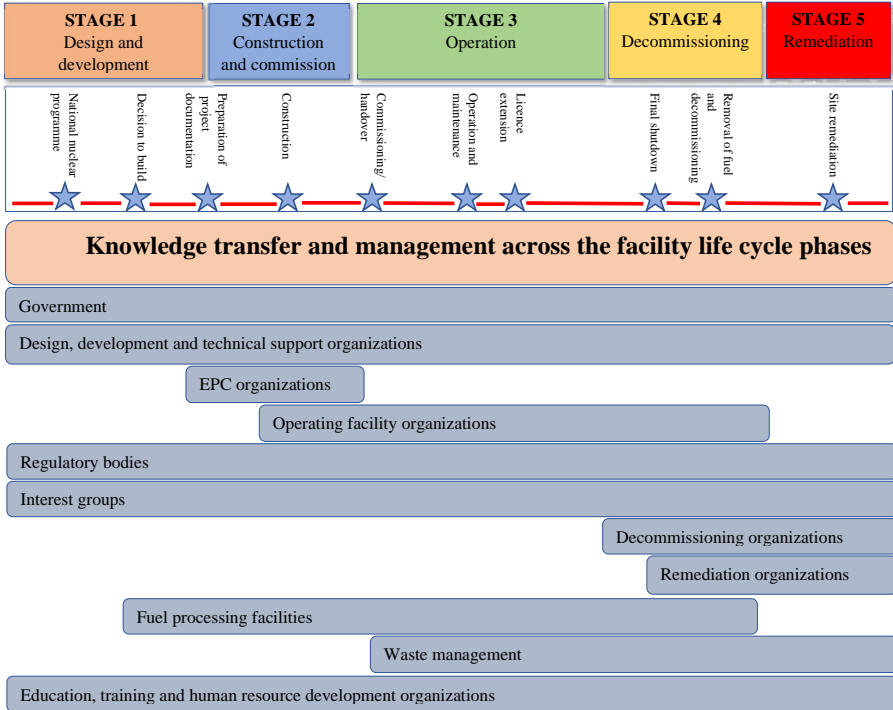 STAGE 1
Design and
development
STAGE 2
Construction
and commission
STAGE 3
Operation
STAGE 4
Decommissioning
STAGE 5
Remediation
National nuclear
programme
Decision to build
Preparation of
project
documentation
Construction
Commissioning/
handover
Operation and
maintenance
Licence
extension
Final shutdown
Removal of fuel
and
decommissioning
Site remediation
Knowledge transfer and management across the facility life cycle phases
Government
Design, development and technical support organizations
EPC organizations
Operating facility organizations
Regulatory bodies
Interest groups
Decommissioning organizations
Remediation organizations
Fuel processing facilities
Waste management
Education, training and human resource development organizations